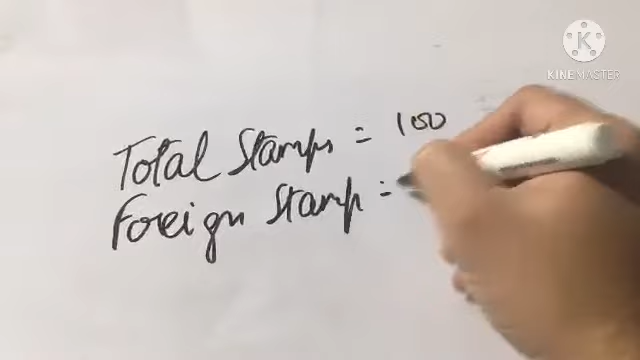 KINEMASTER
Total Stamps = 100
Foreign Stamp =